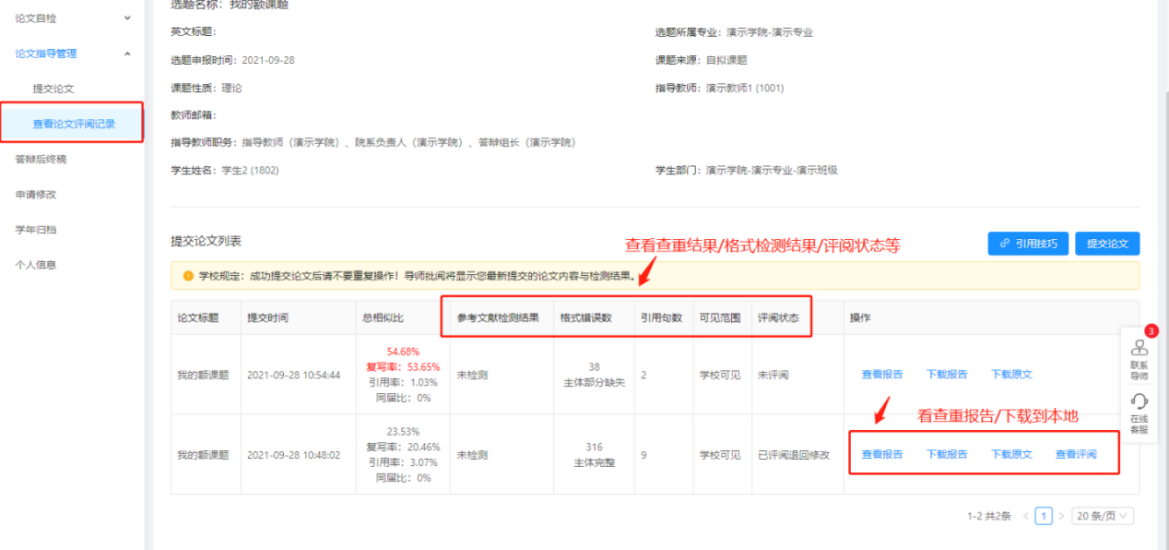 论文自检
论文指导管理
提交论文
查看论文评阅记录
答辩后终稿
申请修改
学年归档
个人信息
选题名称：我的额课题
英文标题：
选题所属专业：演示学院-演示专业
选题申报时间：2021-09-28
课题来源：自拟课题
课题性质：理论
指导教师：演示教师1 (1001)
教师邮箱：
指导教师职务：指导教师（演示学院）、院系负责人（演示学院）、答辩组长（演示学院）
学生姓名：学生2 (1802)
学生部门：演示学院-演示专业-演示班级
提交论文列表
查看查重结果/格式检测结果/评阅状态等
引用技巧
提交论文
学校规定：成功提交论文后请不要重复操作！导师批阅将显示您最新提交的论文内容与检测结果。
论文标题 提交时间 总相似比 参考文献检测结果 格式错误数 引用句数 可见范围 评阅状态 操作
我的额课题 2021-09-28 10:54:44
54.68%
复写率：53.65%
引用率：1.03%
同届比：0%
未检测
38
主体部分缺失
2 学校可见 未评阅 查看报告 下载报告 下载原文
看查重报告/下载到本地
我的额课题 2021-09-28 10:48:02
23.53%
复写率：20.46%
引用率：3.07%
同届比：0%
未检测
316
主体完整
9 学校可见 已评阅退回修改 查看报告 下载报告 下载原文 查看评阅
3
联系
导师
在线
客服
1-2 共2条 < 1 > 20 条/页